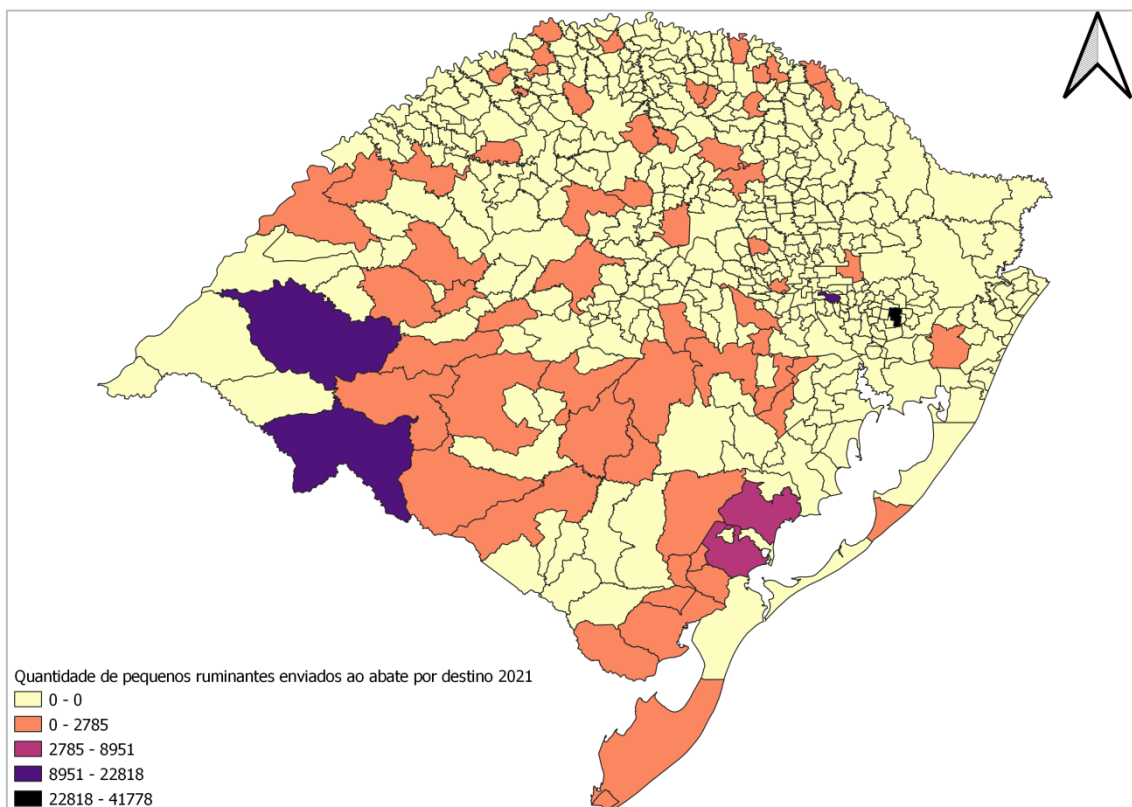 Quantidade de pequenos ruminantes enviados ao abate por destino 2021
0 - 0
0 - 2785
2785 - 8951
8951 - 22818
22818 - 41778